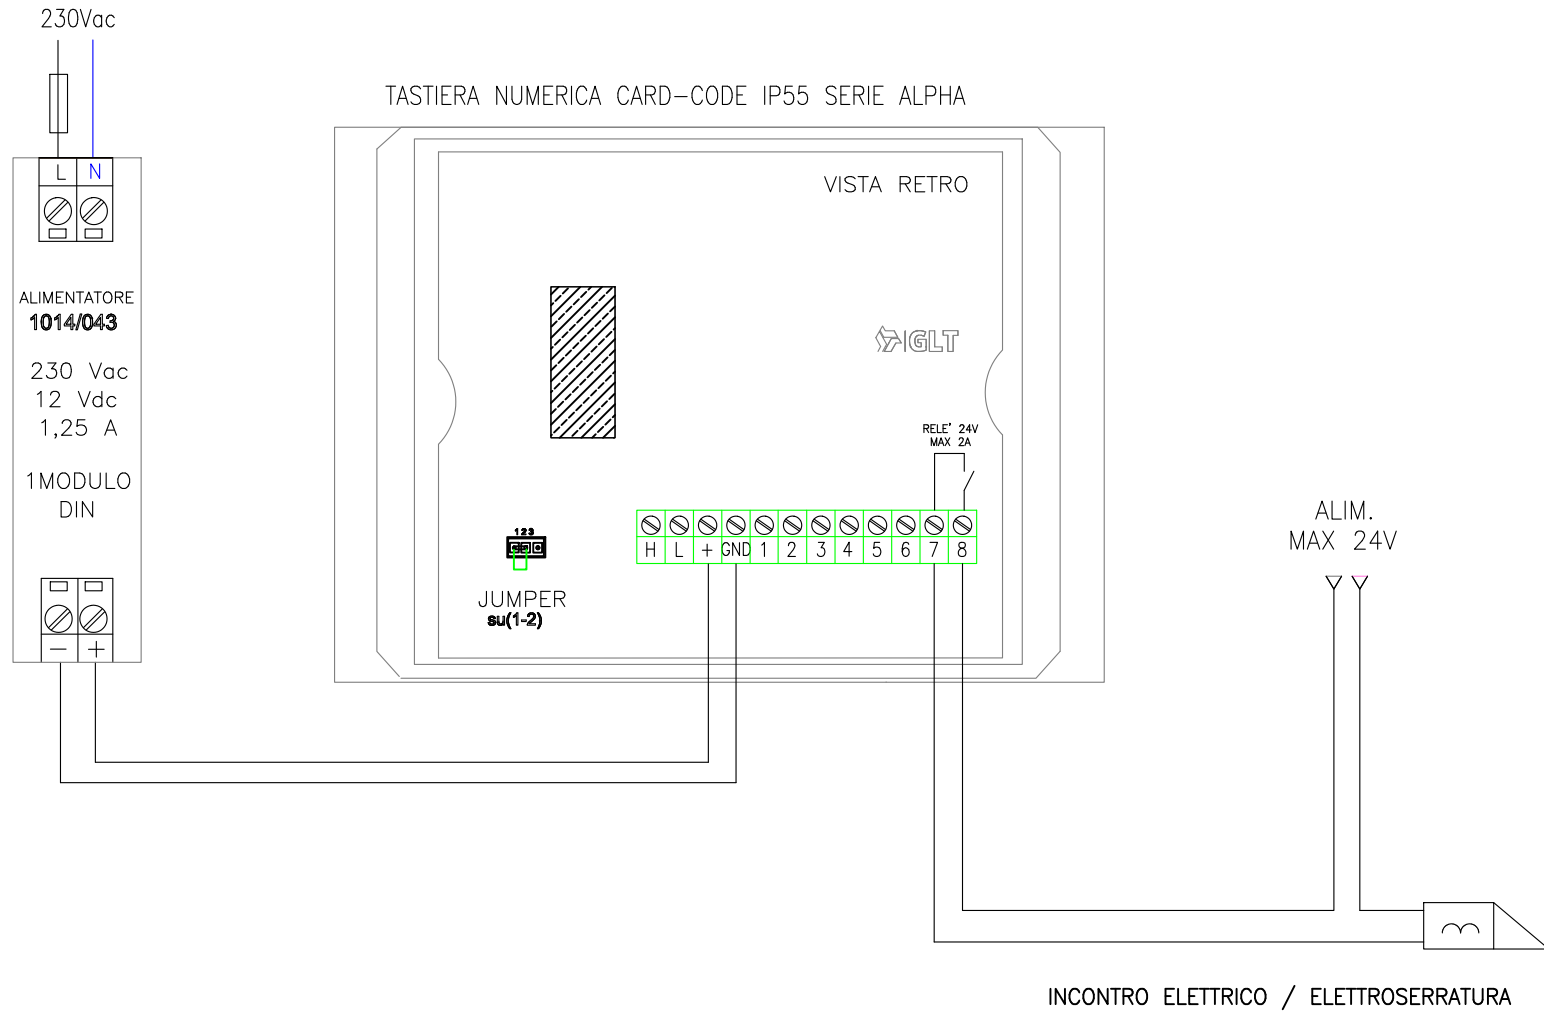 230Vac
TASTIERA NUMERICA CARD-CODE IP55 SERIE ALPHA
L N
VISTA RETRO
ALIMENTATORE
1014/043
230 Vac
12 Vdc
1,25 A
1MODULO
DIN
GLT
RELE' 24V
MAX 2A
123
JUMPER
su(1-2)
H L + GND 1 2 3 4 5 6 7 8
ALIM.
MAX 24V
− +
INCONTRO ELETTRICO / ELETTROSERRATURA